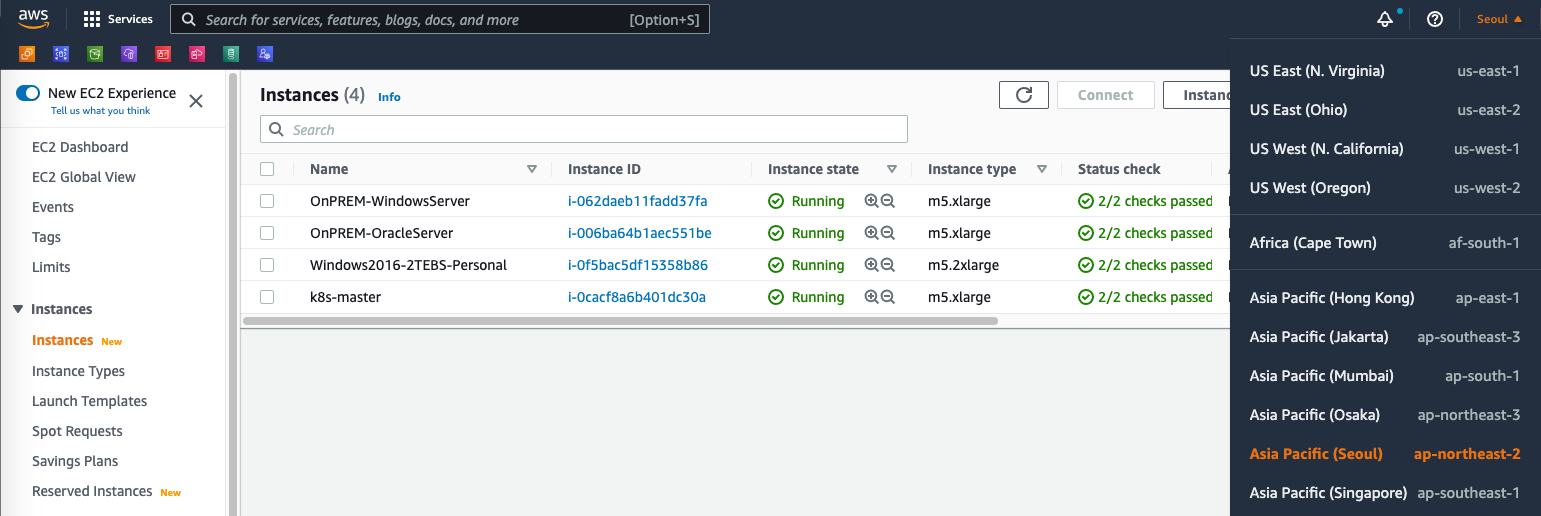 aws
Services
Search for services, features, blogs, docs, and more [Option+S]
Seoul
New EC2 Experience
Tell us what you think
EC2 Dashboard
EC2 Global View
Events
Tags
Limits
Instances
Instances New
Instance Types
Launch Templates
Spot Requests
Savings Plans
Reserved Instances New
Instances (4) Info
Connect
Instanc
Search
Name Instance ID Instance state Instance type Status check
OnPREM-WindowsServer i-062daeb11fadd37fa Running m5.xlarge 2/2 checks passed
OnPREM-OracleServer i-006ba64b1aec551be Running m5.xlarge 2/2 checks passed
Windows2016-2TEBS-Personal i-0f5bac5df15358b86 Running m5.2xlarge 2/2 checks passed
k8s-master i-0cacf8a6b401dc30a Running m5.xlarge 2/2 checks passed
US East (N. Virginia) us-east-1
US East (Ohio) us-east-2
US West (N. California) us-west-1
US West (Oregon) us-west-2
Africa (Cape Town) af-south-1
Asia Pacific (Hong Kong) ap-east-1
Asia Pacific (Jakarta) ap-southeast-3
Asia Pacific (Mumbai) ap-south-1
Asia Pacific (Osaka) ap-northeast-3
Asia Pacific (Seoul) ap-northeast-2
Asia Pacific (Singapore) ap-southeast-1